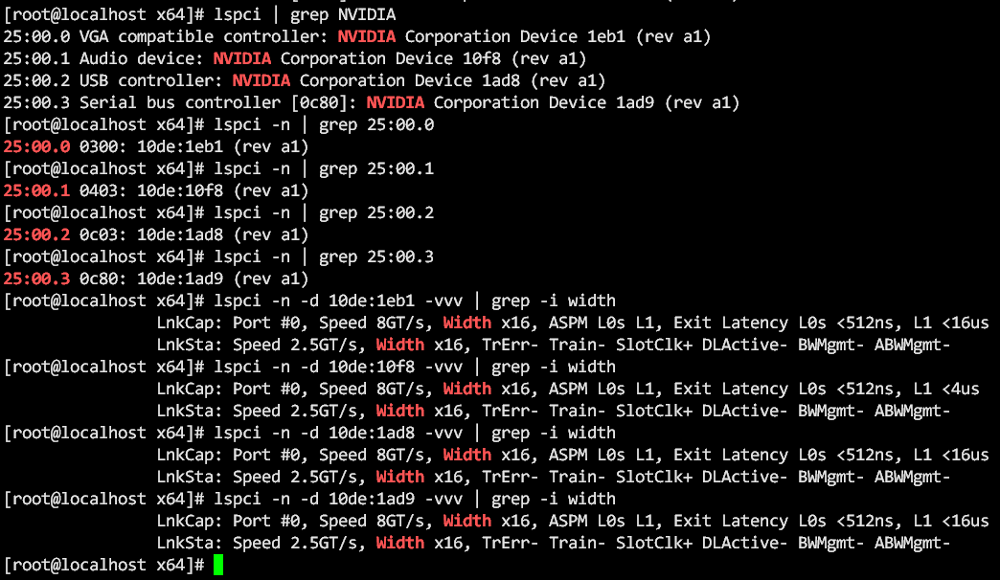 [root@localhost x64]# lspci | grep NVIDIA
25:00.0 VGA compatible controller: NVIDIA Corporation Device 1eb1 (rev a1)
25:00.1 Audio device: NVIDIA Corporation Device 10f8 (rev a1)
25:00.2 USB controller: NVIDIA Corporation Device 1ad8 (rev a1)
25:00.3 Serial bus controller [0c80]: NVIDIA Corporation Device 1ad9 (rev a1)
[root@localhost x64]# lspci -n | grep 25:00.0
25:00.0 0300: 10de:1eb1 (rev a1)
[root@localhost x64]# lspci -n | grep 25:00.1
25:00.1 0403: 10de:10f8 (rev a1)
[root@localhost x64]# lspci -n | grep 25:00.2
25:00.2 0c03: 10de:1ad8 (rev a1)
[root@localhost x64]# lspci -n | grep 25:00.3
25:00.3 0c80: 10de:1ad9 (rev a1)
[root@localhost x64]# lspci -n -d 10de:1eb1 -vvv | grep -i width
LnkCap: Port #0, Speed 8GT/s, Width x16, ASPM L0s L1, Exit Latency L0s <512ns, L1 <16us
LnkSta: Speed 2.5GT/s, Width x16, TrErr- Train- SlotClk+ DLActive- BWMgmt- ABWMgmt-
[root@localhost x64]# lspci -n -d 10de:10f8 -vvv | grep -i width
LnkCap: Port #0, Speed 8GT/s, Width x16, ASPM L0s L1, Exit Latency L0s <512ns, L1 <4us
LnkSta: Speed 2.5GT/s, Width x16, TrErr- Train- SlotClk+ DLActive- BWMgmt- ABWMgmt-
[root@localhost x64]# lspci -n -d 10de:1ad8 -vvv | grep -i width
LnkCap: Port #0, Speed 8GT/s, Width x16, ASPM L0s L1, Exit Latency L0s <512ns, L1 <16us
LnkSta: Speed 2.5GT/s, Width x16, TrErr- Train- SlotClk+ DLActive- BWMgmt- ABWMgmt-
[root@localhost x64]# lspci -n -d 10de:1ad9 -vvv | grep -i width
LnkCap: Port #0, Speed 8GT/s, Width x16, ASPM L0s L1, Exit Latency L0s <512ns, L1 <16us
LnkSta: Speed 2.5GT/s, Width x16, TrErr- Train- SlotClk+ DLActive- BWMgmt- ABWMgmt-
[root@localhost x64]#